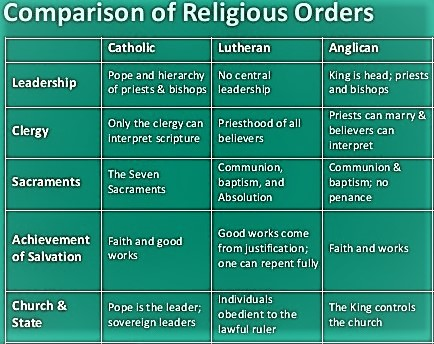 Comparison of Religious Orders
Catholic
Lutheran
Anglican
Leadership
Pope and hierarchy
of priests & bishops
No central
leadership
King is head; priests
and bishops
Clergy
Only the clergy can
interpret scripture
Priesthood of all
believers
Priests can marry &
believers can
interpret
Sacraments
The Seven
Sacraments
Communion,
baptism, and
Absolution
Communion &
baptism; no
penance
Achievement
of Salvation
Faith and good
works
Good works come
from justification;
one can repent fully
Faith and works
Church &
State
Pope is the leader;
sovereign leaders
Individuals
obedient to the
lawful ruler
The King controls
the church